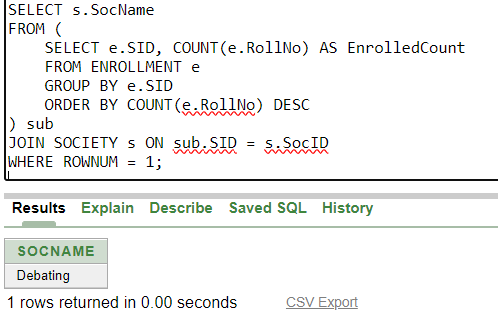 SELECT s.SocName
FROM (
    SELECT e.SID, COUNT(e.RollNo) AS EnrolledCount
    FROM ENROLLMENT e
    GROUP BY e.SID
    ORDER BY COUNT(e.RollNo) DESC
) sub
JOIN SOCIETY s ON sub.SID = s.SocID
WHERE ROWNUM = 1;
Results Explain Describe Saved SQL History
SOCNAME
Debating
1 rows returned in 0.00 seconds CSV Export